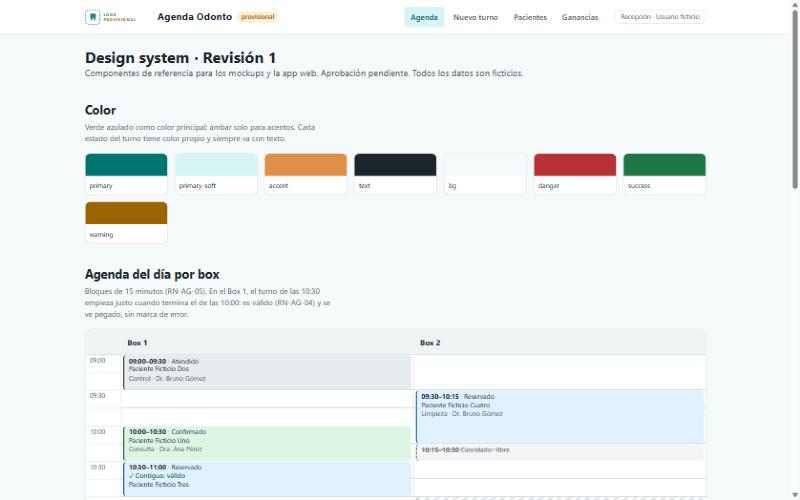 LOGO
PROVISIONAL
Agenda Odonto provisional
Agenda Nuevo turno Pacientes Ganancias Recepción · Usuario ficticio
Design system · Revisión 1
Componentes de referencia para los mockups y la app web. Aprobación pendiente. Todos los datos son ficticios.
Color
Verde azulado como color principal; ámbar solo para acentos. Cada
estado del turno tiene color propio y siempre va con texto.
primary primary-soft accent text bg danger success
warning
Agenda del día por box
Bloques de 15 minutos (RN-AG-05). En el Box 1, el turno de las 10:30
empieza justo cuando termina el de las 10:00: es válido (RN-AG-04) y se
ve pegado, sin marca de error.
Box 1 Box 2
09:00
09:00–09:30 · Atendido
Paciente Ficticio Dos
Control · Dr. Bruno Gómez
09:30
09:30–10:15 · Reservado
Paciente Ficticio Cuatro
Limpieza · Dr. Bruno Gómez
10:00
10:00–10:30 · Confirmado
Paciente Ficticio Uno
Consulta · Dra. Ana Pérez
10:15–10:30 Cancelado · libre
10:30
10:30–11:00 · Reservado
✓ Contiguo: válido
Paciente Ficticio Tres